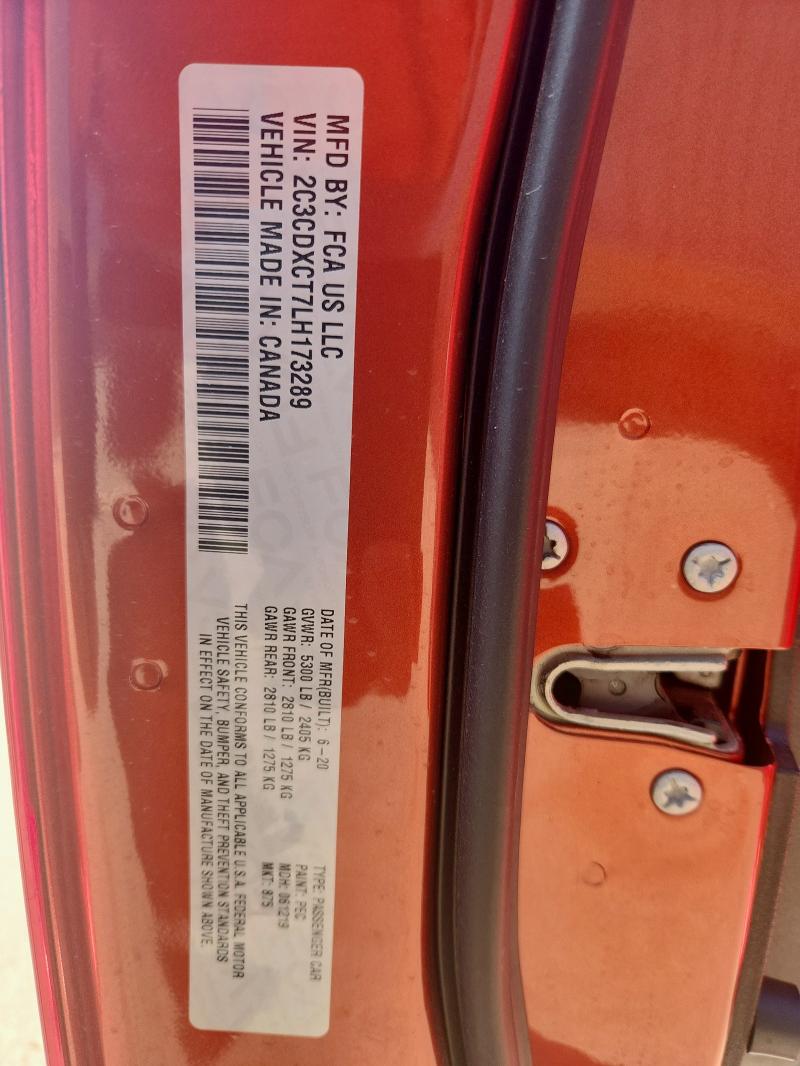 MFD BY: FCA US LLC
VIN: 2C3CDXCT7LH173289
VEHICLE MADE IN: CANADA
DATE OF MFR(BUILT): 6-20
GVWR: 5300 LB / 2405 KG
GAWR FRONT: 2810 LB / 1275 KG
GAWR REAR: 2810 LB / 1275 KG
TYPE: PASSENGER CAR
PAINT: PEC
MDH: 061219
MKT: 875
THIS VEHICLE CONFORMS TO ALL APPLICABLE U.S.A. FEDERAL MOTOR
VEHICLE SAFETY, BUMPER, AND THEFT PREVENTION STANDARDS
IN EFFECT ON THE DATE OF MANUFACTURE SHOWN ABOVE.